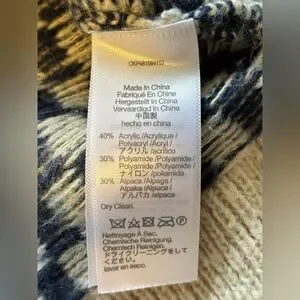 Made In China
Fabriqué En Chine
Hergestellt In China
Vervaardigd In China
中国製
hecho en china
40% Acrylic /Acrylique /
Polyacryl /Acryl /
アクリル /acrílico
30% Polyamide /Polyamide /
Polyamide /Polyamide /
ナイロン /poliamida
30% Alpaca /Alpaga /
Alpaka /Alpaca /
アルパカ /alpaca
Dry Clean.
Nettoyage À Sec.
Chemische Reinigung.
Chemisch Reinigen.
ドライクリーニングをして
ください。
lavar en seco.